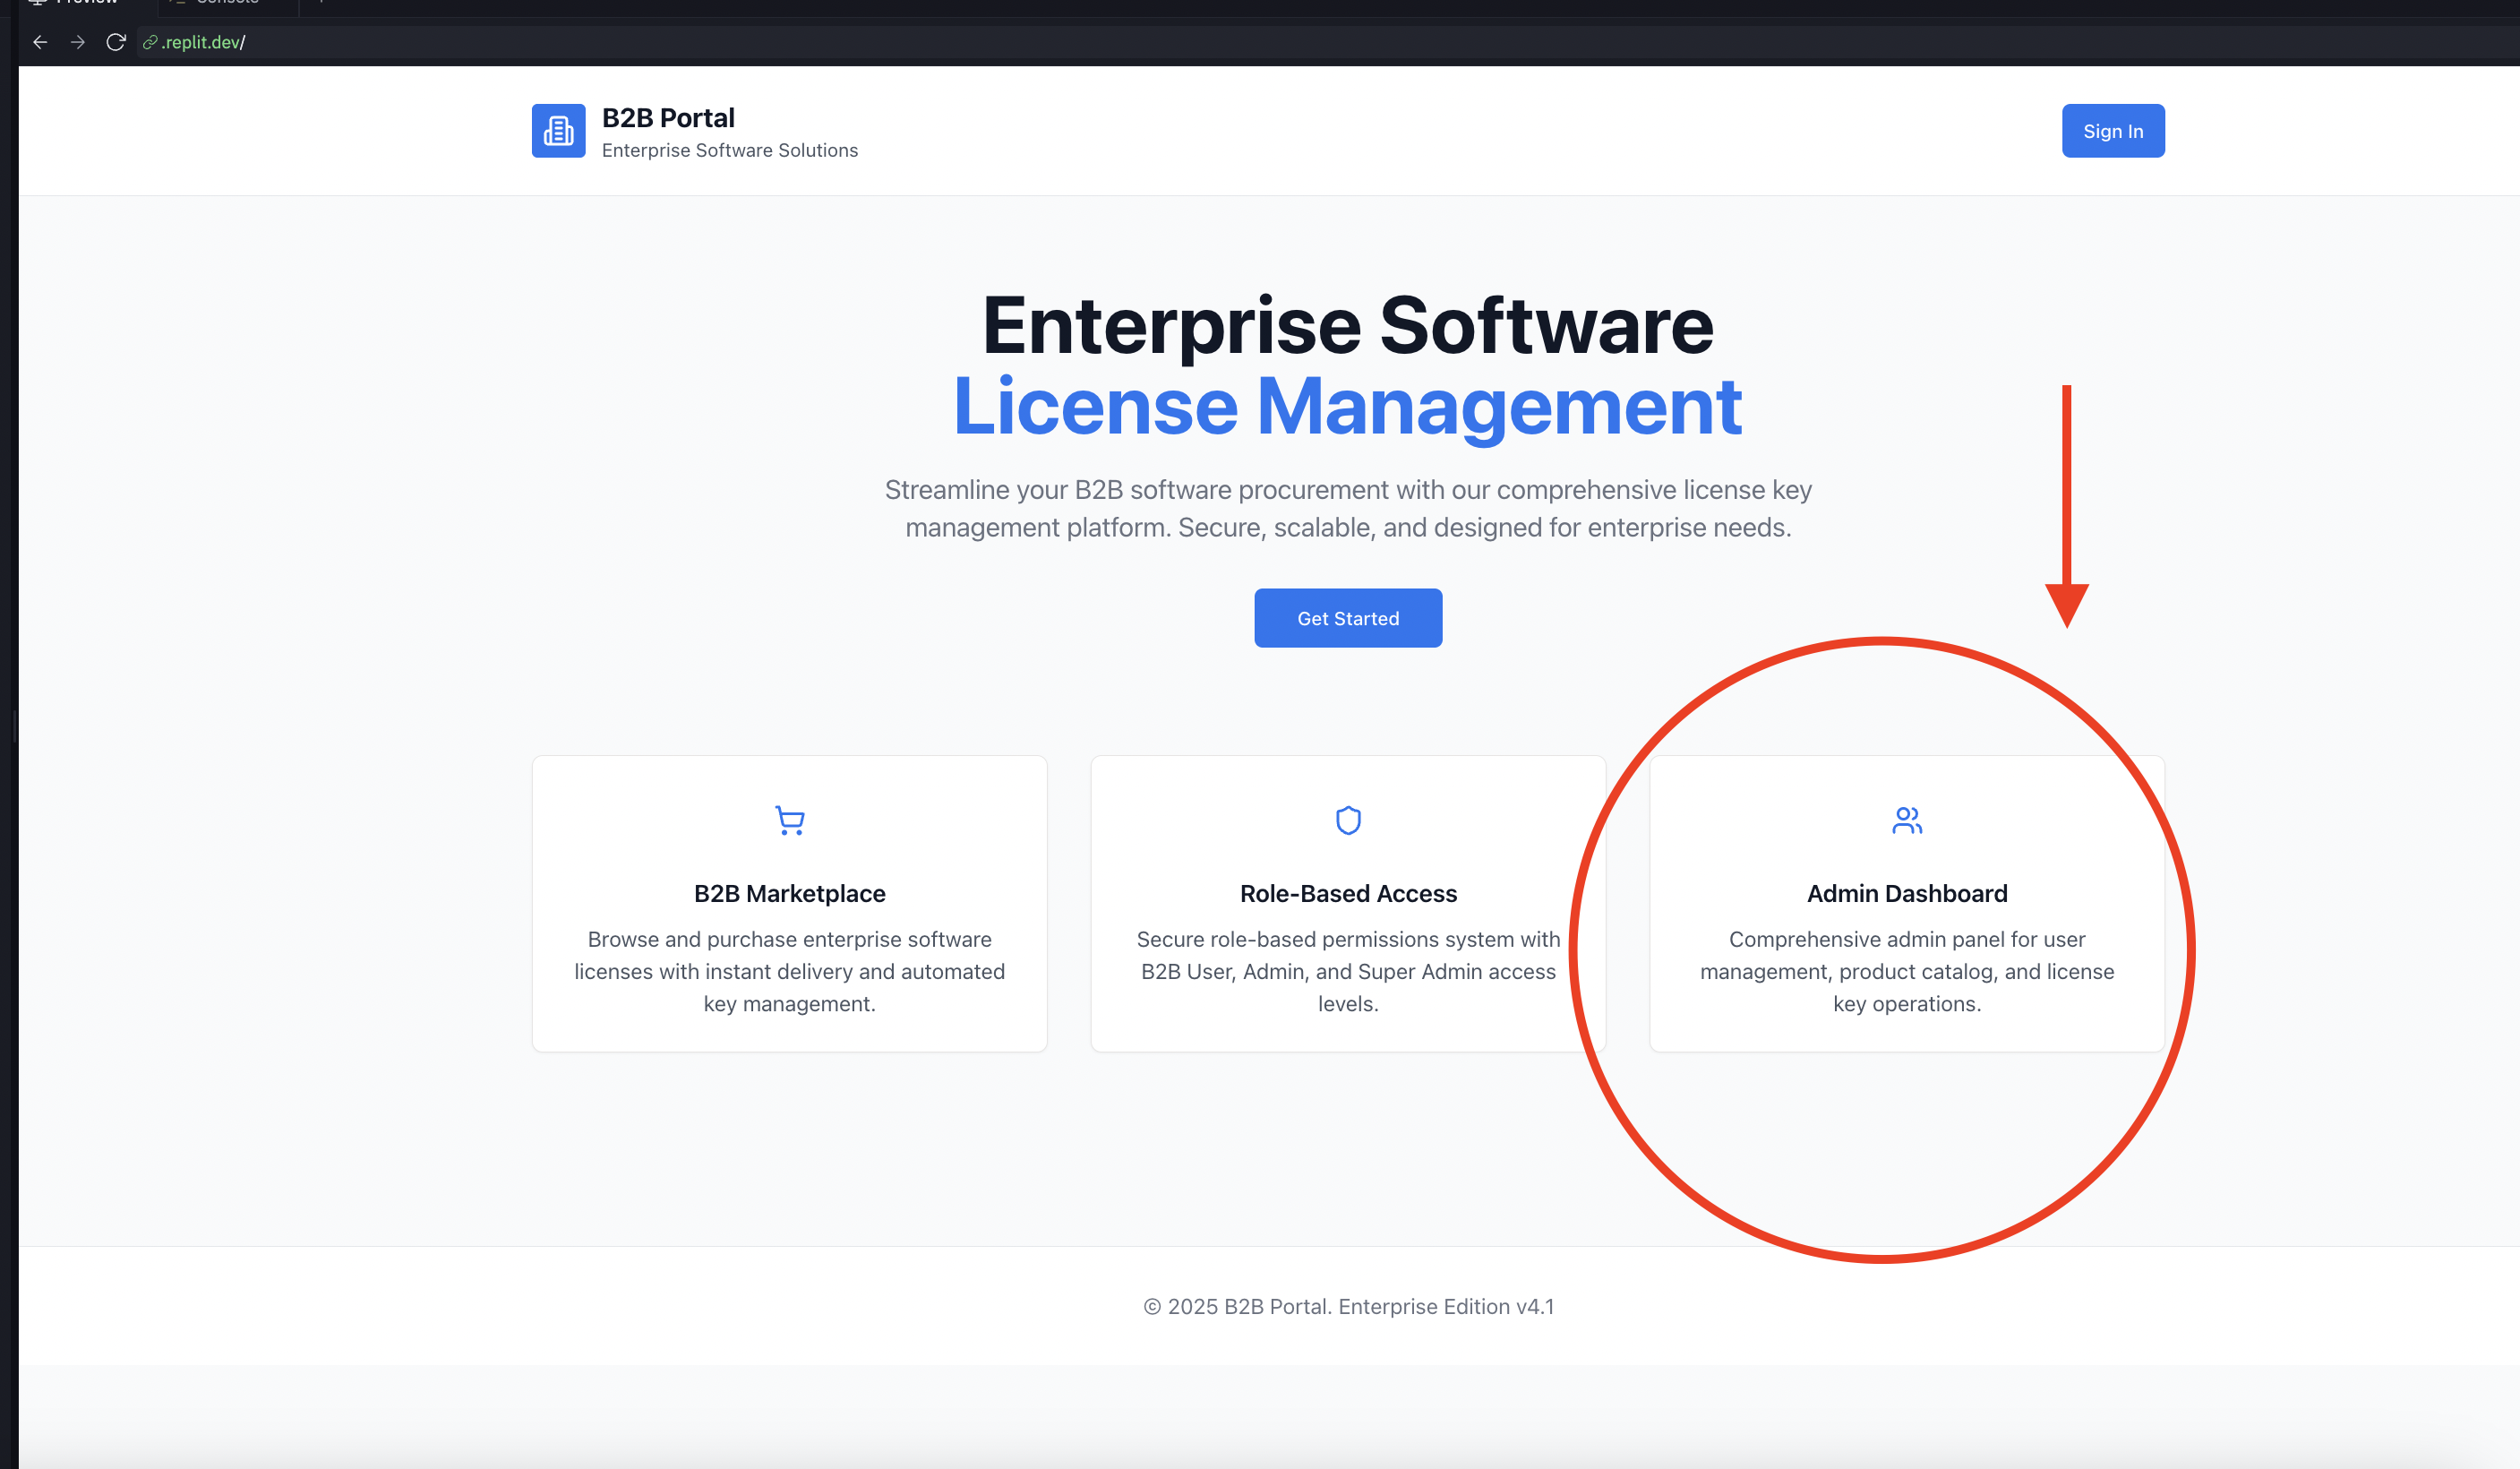 Preview
Console
.replit.dev/
B2B Portal
Enterprise Software Solutions
Sign In
Enterprise Software
License Management
Streamline your B2B software procurement with our comprehensive license key
management platform. Secure, scalable, and designed for enterprise needs.
Get Started
B2B Marketplace
Browse and purchase enterprise software
licenses with instant delivery and automated
key management.
Role-Based Access
Secure role-based permissions system with
B2B User, Admin, and Super Admin access
levels.
Admin Dashboard
Comprehensive admin panel for user
management, product catalog, and license
key operations.
© 2025 B2B Portal. Enterprise Edition v4.1